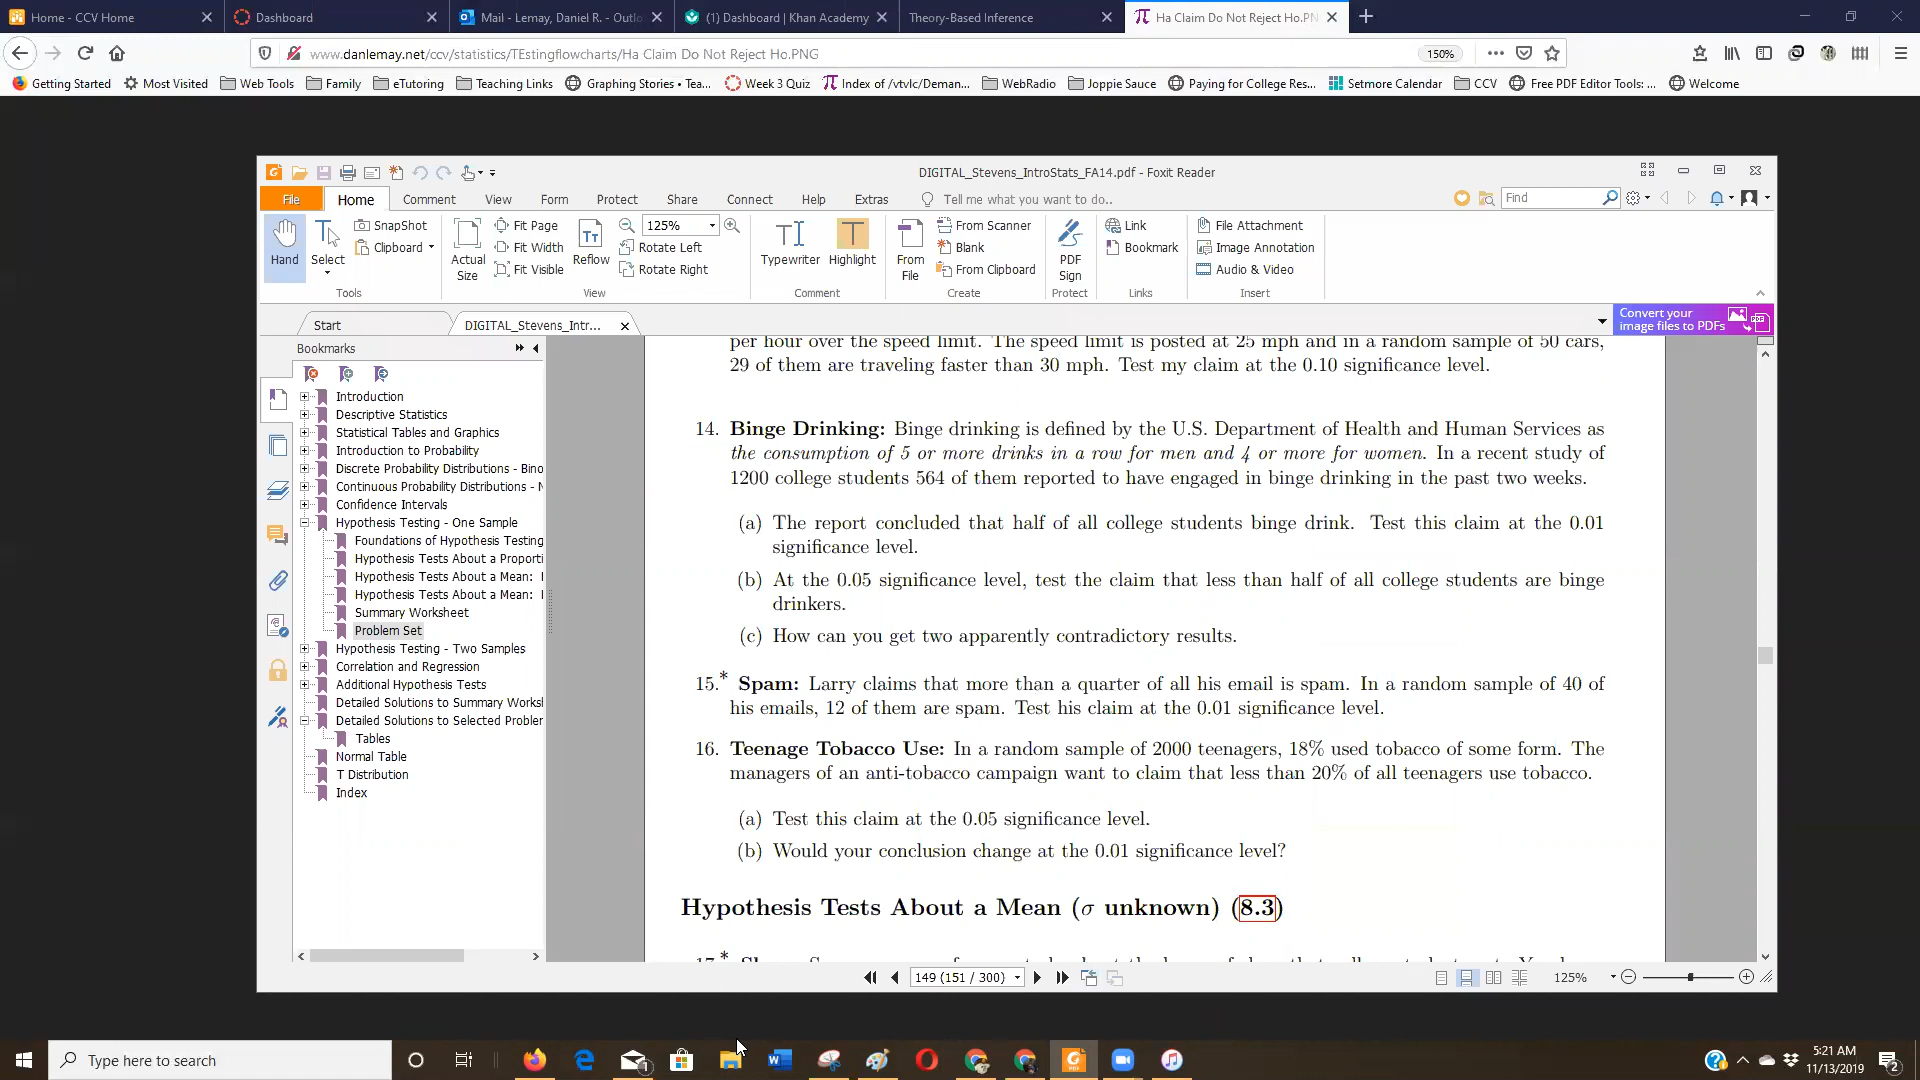 Home - CCV Home
Dashboard
Mail - Lemay, Daniel R. - Outlo
(1) Dashboard | Khan Academy
Theory-Based Inference
Ha Claim Do Not Reject Ho.PN
www.danlemay.net/ccv/statistics/TEstingflowcharts/Ha Claim Do Not Reject Ho.PNG
150%
Getting Started
Most Visited
Web Tools
Family
eTutoring
Teaching Links
Graphing Stories • Tea...
Week 3 Quiz
Index of /vtvlc/Deman...
WebRadio
Joppie Sauce
Paying for College Res...
Setmore Calendar
CCV
Free PDF Editor Tools: ...
Welcome
DIGITAL_Stevens_IntroStats_FA14.pdf - Foxit Reader
File
Home
Comment
View
Form
Protect
Share
Connect
Help
Extras
Tell me what you want to do..
Find
Hand
Select
SnapShot
Clipboard
Tools
Actual Size
Fit Page
Fit Width
Fit Visible
Reflow
125%
Rotate Left
Rotate Right
View
Typewriter
Highlight
Comment
From File
From Scanner
Blank
From Clipboard
Create
PDF Sign
Protect
Link
Bookmark
Links
File Attachment
Image Annotation
Audio & Video
Insert
Start
DIGITAL_Stevens_Intr...
Convert your
image files to PDFs
Bookmarks
Introduction
Descriptive Statistics
Statistical Tables and Graphics
Introduction to Probability
Discrete Probability Distributions - Bino
Continuous Probability Distributions - N
Confidence Intervals
Hypothesis Testing - One Sample
Foundations of Hypothesis Testing
Hypothesis Tests About a Proporti
Hypothesis Tests About a Mean:
Hypothesis Tests About a Mean:
Summary Worksheet
Problem Set
Hypothesis Testing - Two Samples
Correlation and Regression
Additional Hypothesis Tests
Detailed Solutions to Summary Worksl
Detailed Solutions to Selected Probler
Tables
Normal Table
T Distribution
Index
per hour over the speed limit. The speed limit is posted at 25 mph and in a random sample of 50 cars,
29 of them are traveling faster than 30 mph. Test my claim at the 0.10 significance level.
14. Binge Drinking: Binge drinking is defined by the U.S. Department of Health and Human Services as
the consumption of 5 or more drinks in a row for men and 4 or more for women. In a recent study of
1200 college students 564 of them reported to have engaged in binge drinking in the past two weeks.
(a) The report concluded that half of all college students binge drink. Test this claim at the 0.01
significance level.
(b) At the 0.05 significance level, test the claim that less than half of all college students are binge
drinkers.
(c) How can you get two apparently contradictory results.
15.* Spam: Larry claims that more than a quarter of all his email is spam. In a random sample of 40 of
his emails, 12 of them are spam. Test his claim at the 0.01 significance level.
16. Teenage Tobacco Use: In a random sample of 2000 teenagers, 18% used tobacco of some form. The
managers of an anti-tobacco campaign want to claim that less than 20% of all teenagers use tobacco.
(a) Test this claim at the 0.05 significance level.
(b) Would your conclusion change at the 0.01 significance level?
Hypothesis Tests About a Mean (σ unknown) (8.3)
149 (151 / 300)
125%
Type here to search
5:21 AM
11/13/2019